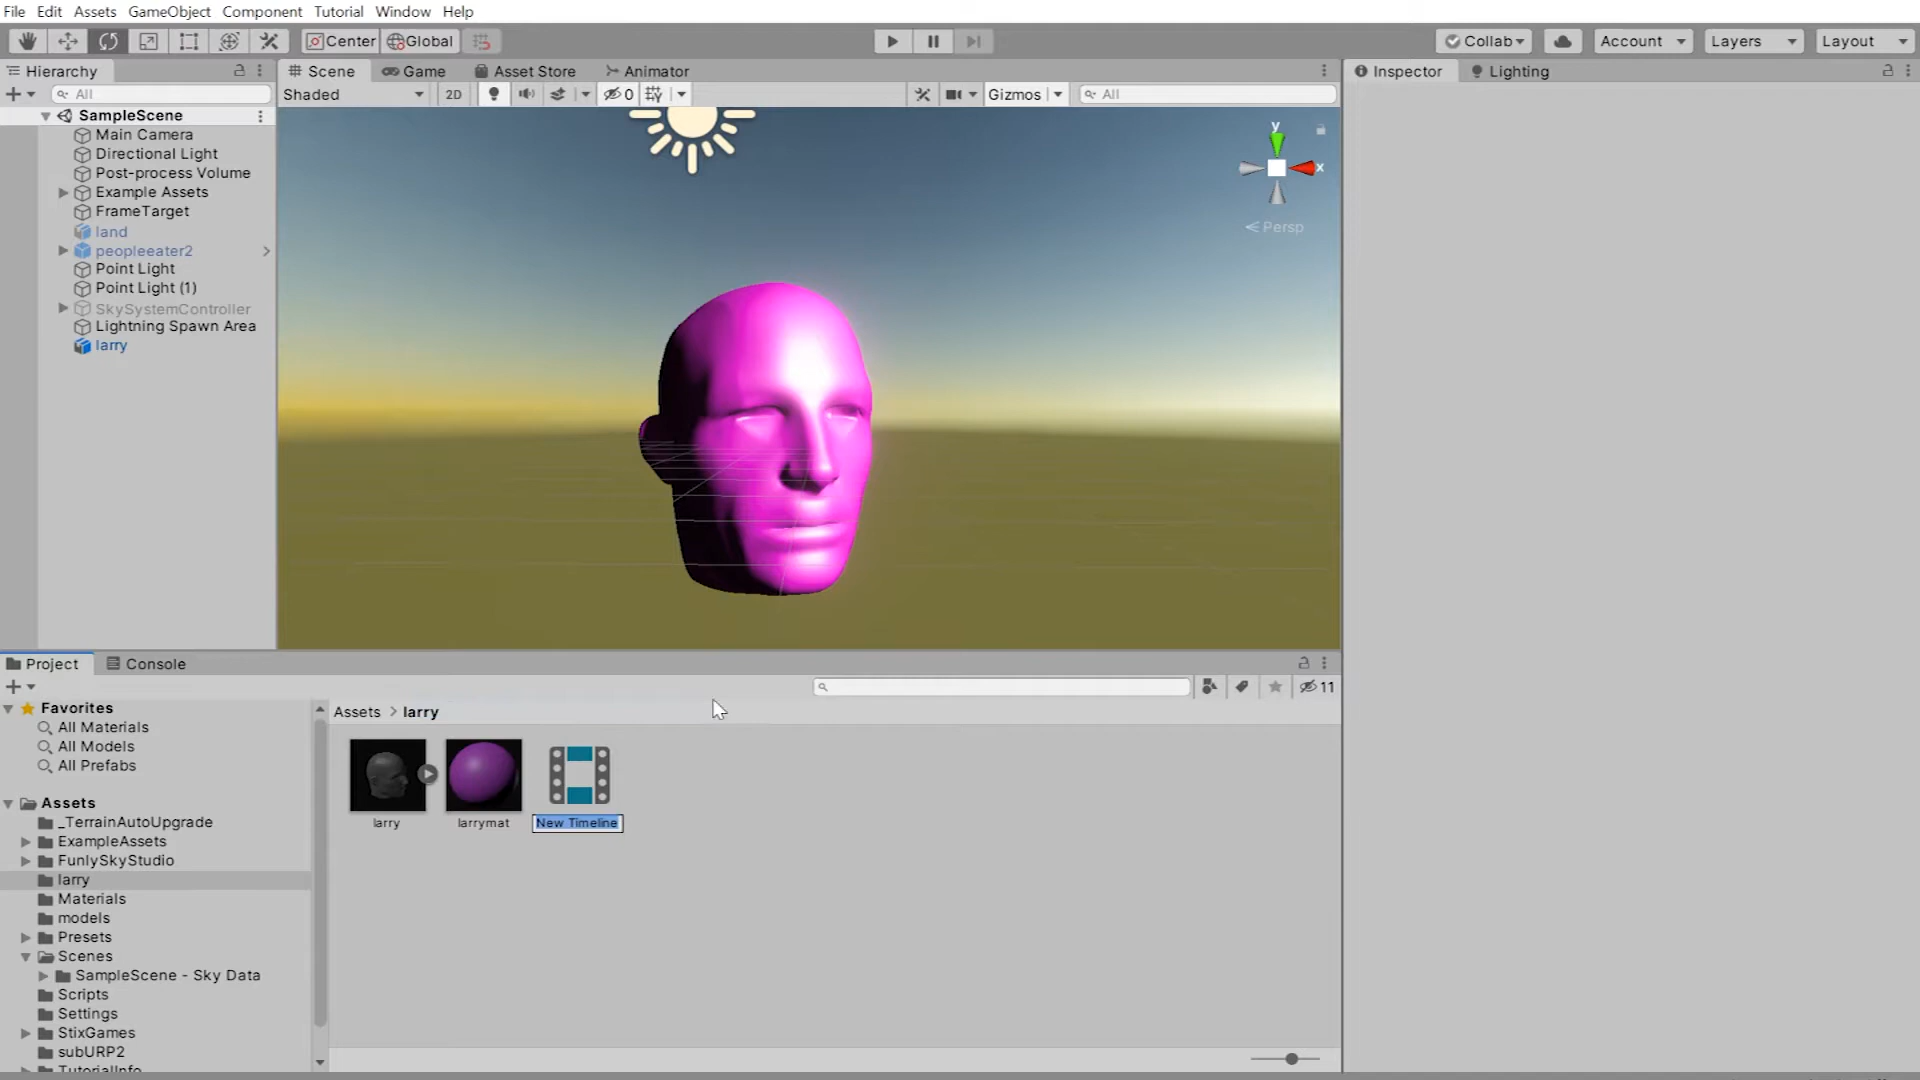 File Edit Assets GameObject Component Tutorial Window Help
Center Global Collab Account Layers Layout
Hierarchy Scene Game Asset Store Animator Inspector Lighting
All Shaded 2D 0 Gizmos All
SampleScene
Main Camera
Directional Light
Post-process Volume
Example Assets
FrameTarget
land
peopleeater2
Point Light
Point Light (1)
SkySystemController
Lightning Spawn Area
larry
y
x
Persp
Project Console
11
Favorites
All Materials
All Models
All Prefabs
Assets
_TerrainAutoUpgrade
ExampleAssets
FunlySkyStudio
larry
Materials
models
Presets
Scenes
SampleScene - Sky Data
Scripts
Settings
StixGames
subURP2
TutorialInfo
Assets > larry
larry larrymat New Timeline